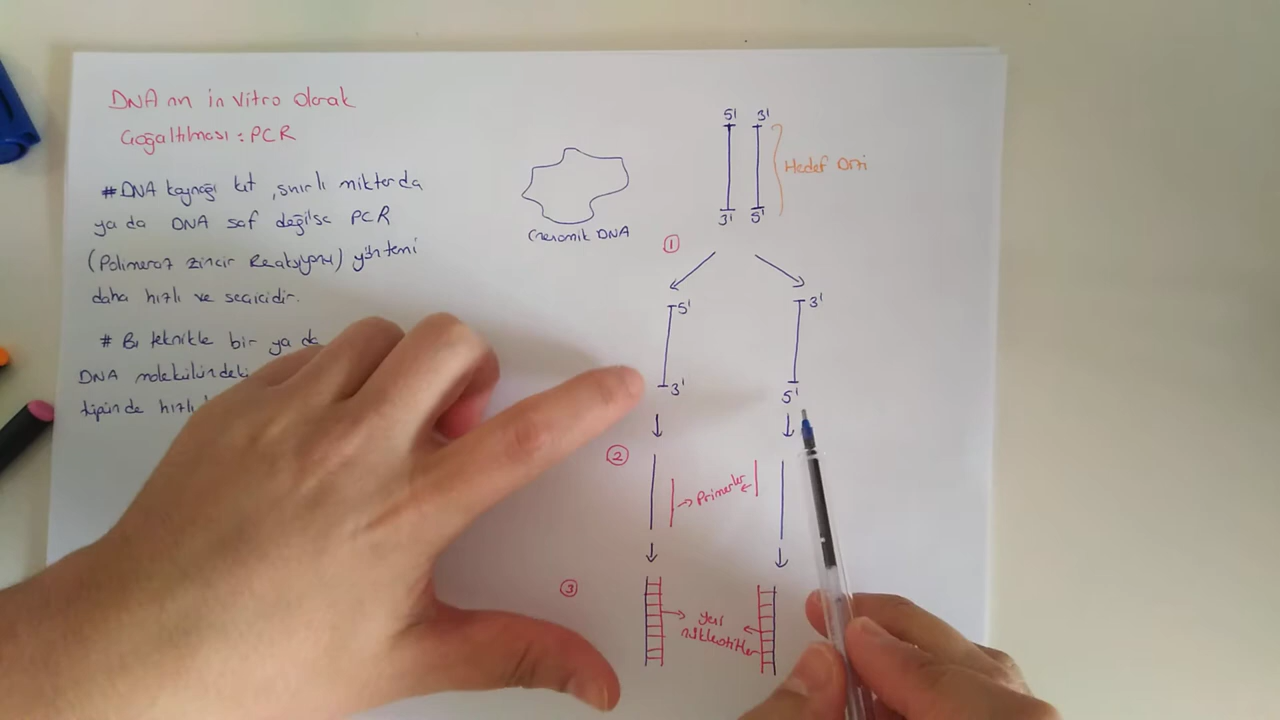 DNA nın in vitro olarak
Çoğaltılması : PCR
# DNA kaynağı kıt , sınırlı miktarda
ya da DNA saf değilse PCR
(Polimeraz zincir Reaksiyonu) yöntemi
daha hızlı ve seçicidir.
# Bu teknikle bir ya da
DNA molekülündeki
tüpünde hızlı
Genomik DNA
5' 3'
Hedef Dizi
3' 5'
①
5' 3'
3' 5'
②
Primerler
③
yeni
nükleotitler